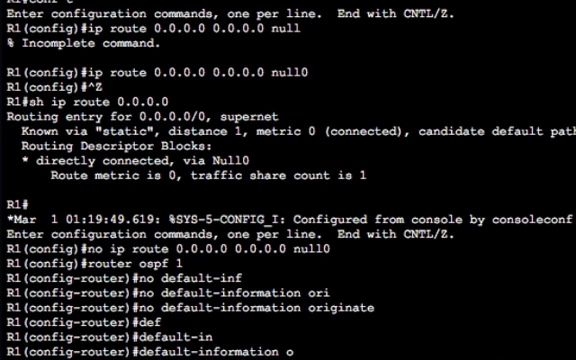 R1#conf t
Enter configuration commands, one per line.  End with CNTL/Z.
R1(config)#ip route 0.0.0.0 0.0.0.0 null
% Incomplete command.
R1(config)#ip route 0.0.0.0 0.0.0.0 null0
R1(config)#^Z
R1#sh ip route 0.0.0.0
Routing entry for 0.0.0.0/0, supernet
  Known via "static", distance 1, metric 0 (connected), candidate default path
  Routing Descriptor Blocks:
  * directly connected, via Null0
      Route metric is 0, traffic share count is 1
R1#
*Mar  1 01:19:49.619: %SYS-5-CONFIG_I: Configured from console by consoleconf
Enter configuration commands, one per line.  End with CNTL/Z.
R1(config)#no ip route 0.0.0.0 0.0.0.0 null0
R1(config)#router ospf 1
R1(config-router)#no default-inf
R1(config-router)#no default-information ori
R1(config-router)#no default-information originate
R1(config-router)#def
R1(config-router)#default-in
R1(config-router)#default-information o